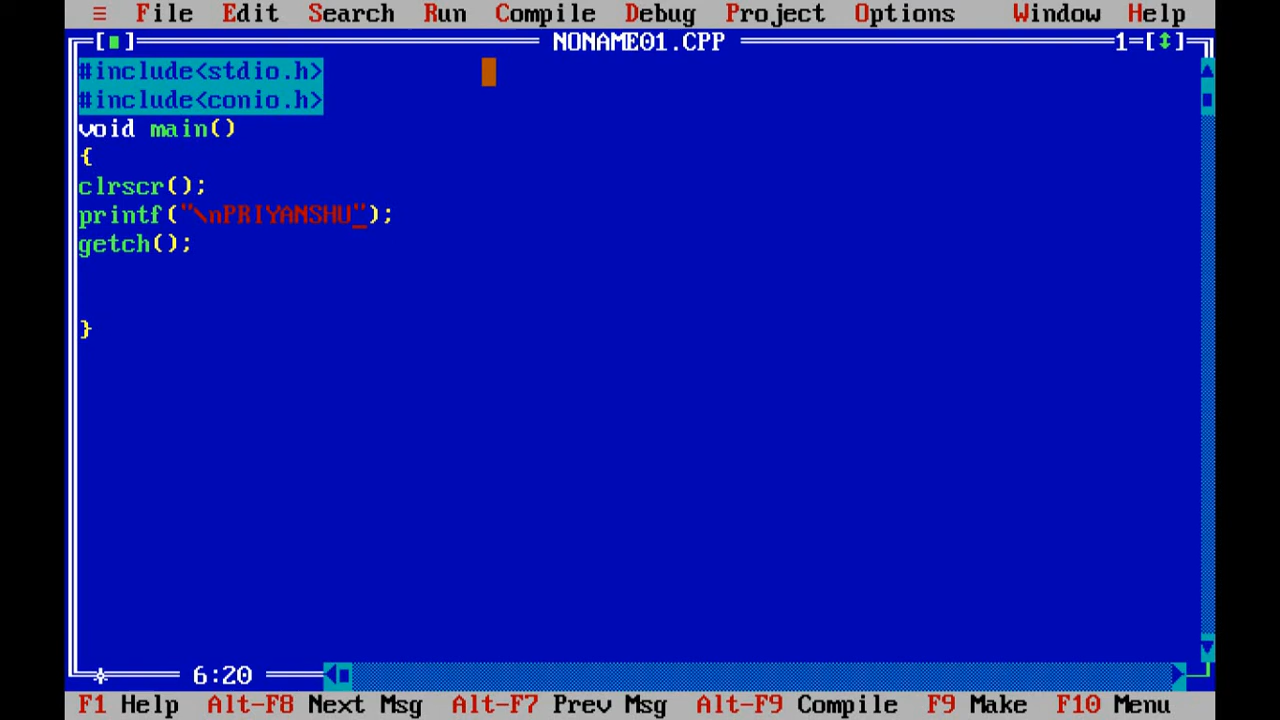 ≡ File Edit Search Run Compile Debug Project Options Window Help
[■] NONAME01.CPP 1=[↕]
#include<stdio.h>
#include<conio.h>
void main()
{
clrscr();
printf("\nPRIYANSHU");
getch();
}
* 6:20
F1 Help Alt-F8 Next Msg Alt-F7 Prev Msg Alt-F9 Compile F9 Make F10 Menu